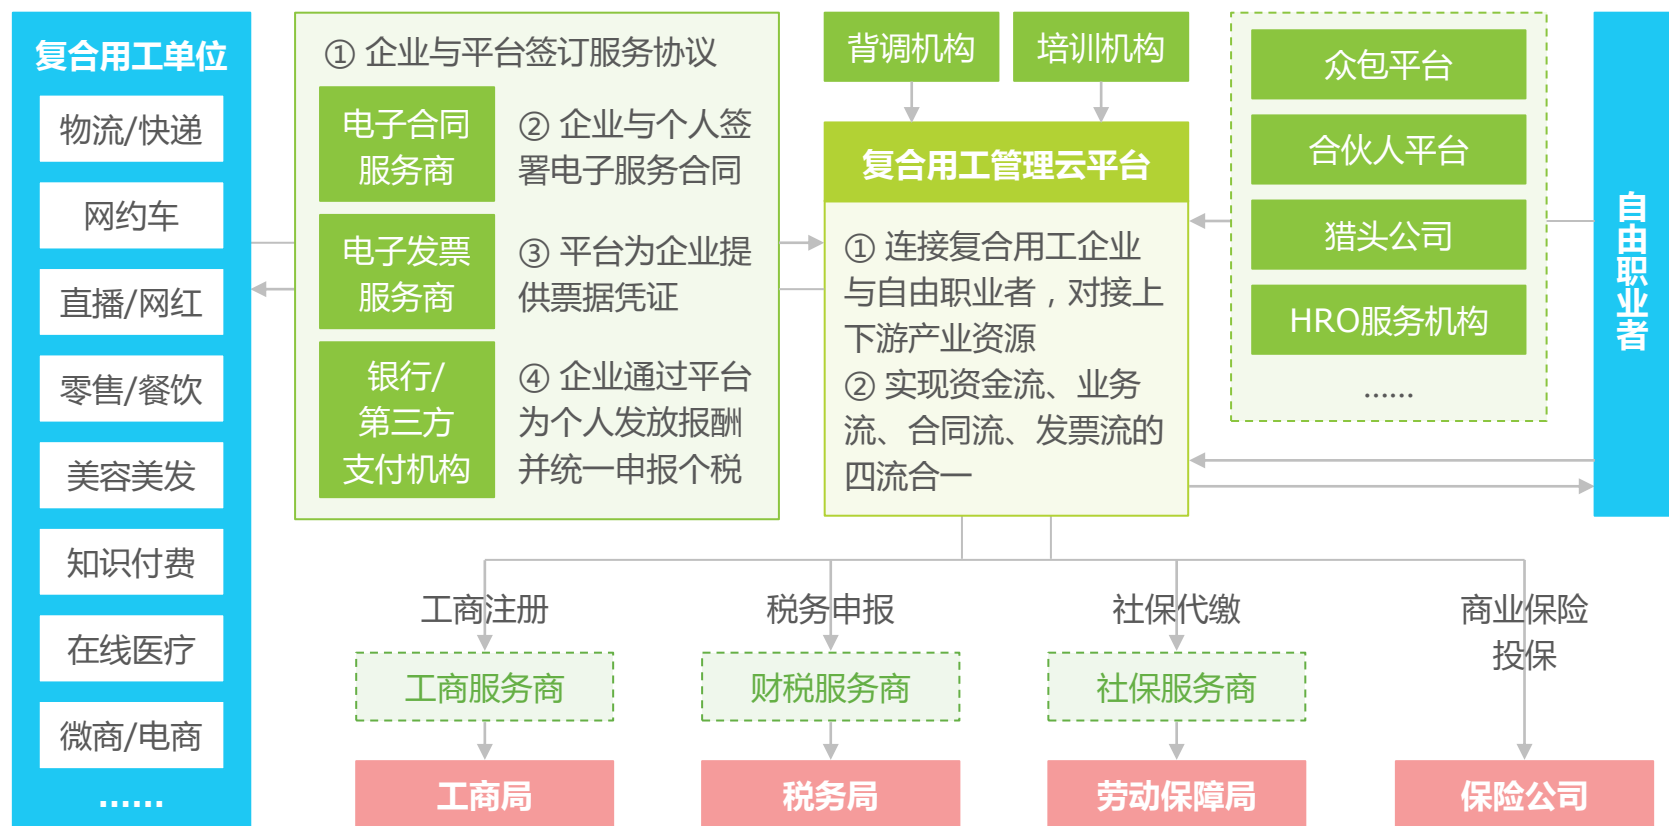 复合用工单位
物流/快递
网约车
直播/网红
零售/餐饮
美容美发
知识付费
在线医疗
微商/电商
……
① 企业与平台签订服务协议
电子合同
服务商
② 企业与个人签
署电子服务合同
电子发票
服务商
③ 平台为企业提
供票据凭证
银行/
第三方
支付机构
④ 企业通过平台
为个人发放报酬
并统一申报个税
背调机构
培训机构
复合用工管理云平台
① 连接复合用工企业
与自由职业者，对接上
下游产业资源
② 实现资金流、业务
流、合同流、发票流的
四流合一
众包平台
合伙人平台
猎头公司
HRO服务机构
……
自由职业者
工商注册
税务申报
社保代缴
商业保险
投保
工商服务商
财税服务商
社保服务商
工商局
税务局
劳动保障局
保险公司